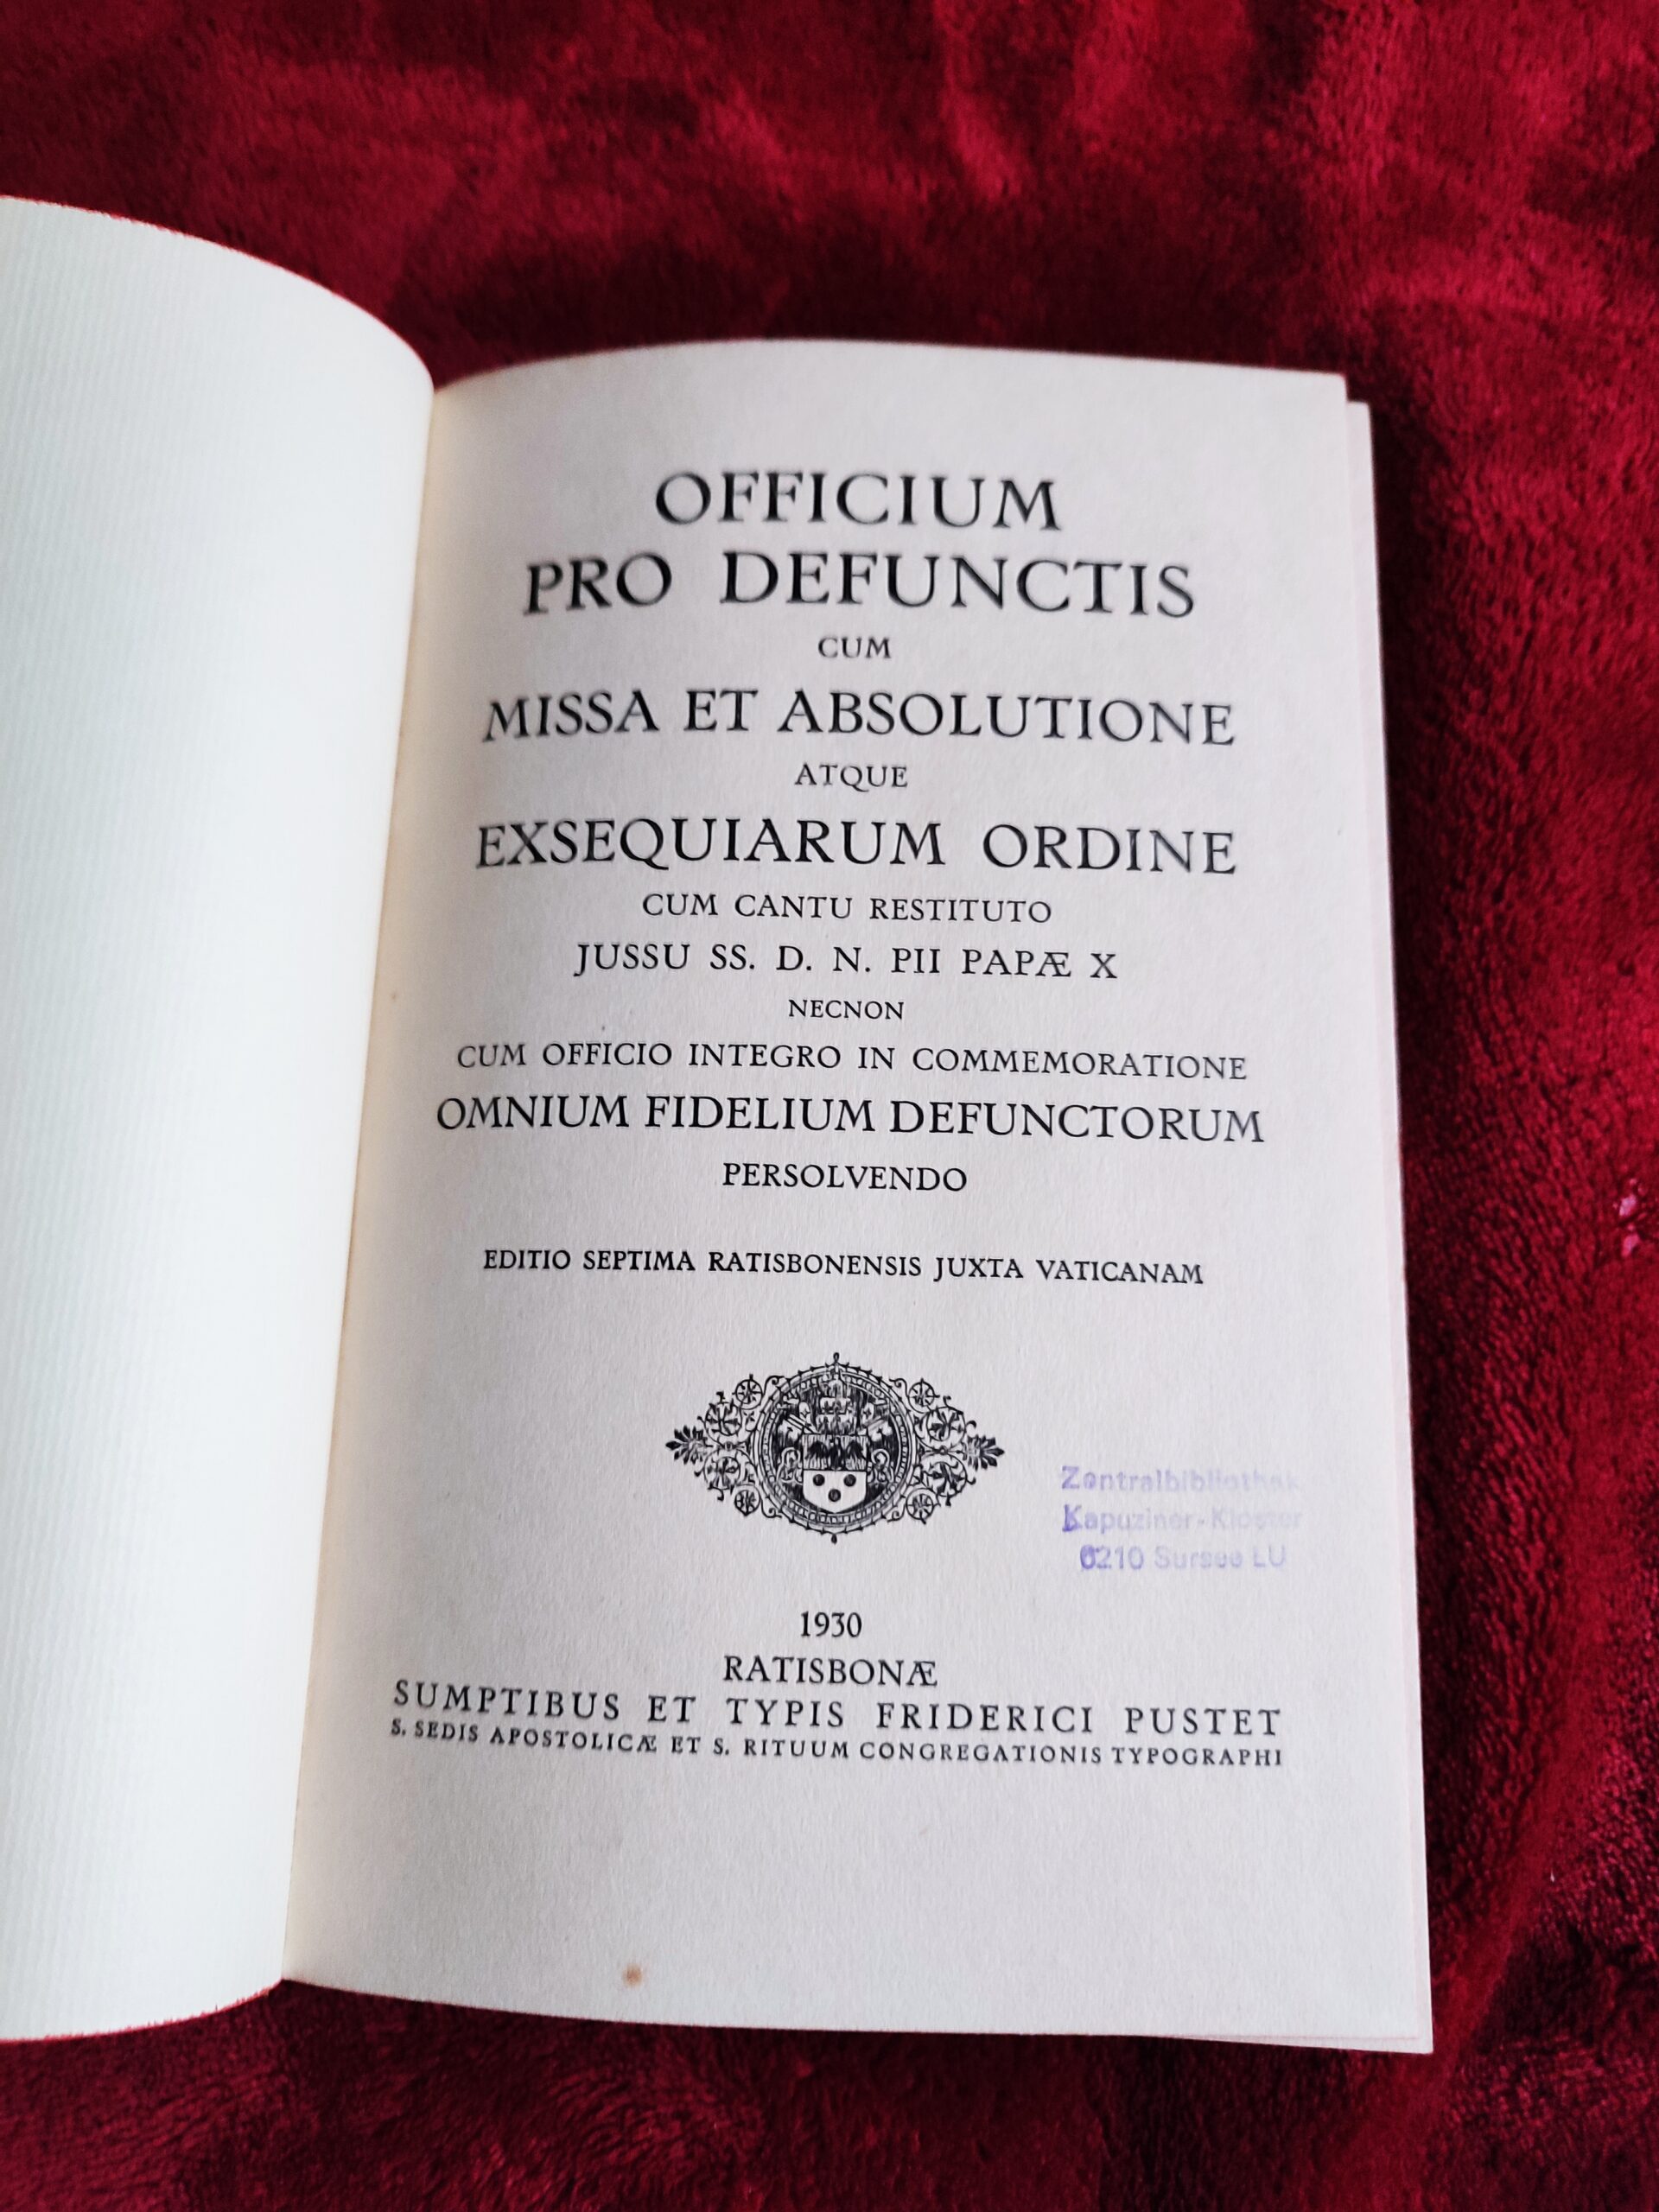 OFFICIUM
PRO DEFUNCTIS
CUM
MISSA ET ABSOLUTIONE
ATQUE
EXSEQUIARUM ORDINE
CUM CANTU RESTITUTO
JUSSU SS. D. N. PII PAPÆ X
NECNON
CUM OFFICIO INTEGRO IN COMMEMORATIONE
OMNIUM FIDELIUM DEFUNCTORUM
PERSOLVENDO
EDITIO SEPTIMA RATISBONENSIS JUXTA VATICANAM
Zentralbibliothek
Kapuziner-Kloster
6210 Sursee LU
1930
RATISBONÆ
SUMPTIBUS ET TYPIS FRIDERICI PUSTET
S. SEDIS APOSTOLICÆ ET S. RITUUM CONGREGATIONIS TYPOGRAPHI